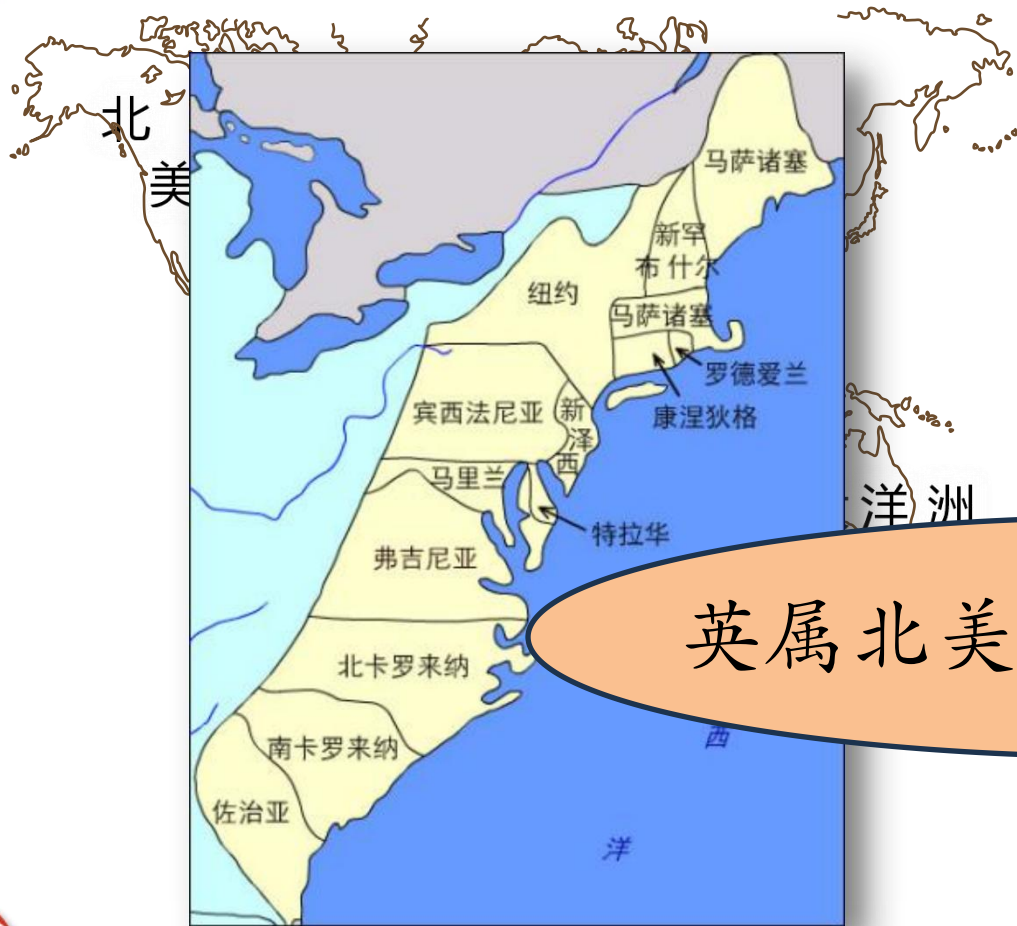 北
美
马萨诸塞
新罕
布什尔
纽约
马萨诸塞
罗德爱兰
康涅狄格
宾西法尼亚
新
泽
西
马里兰
特拉华
弗吉尼亚
洋洲
英属北美
北卡罗来纳
南卡罗来纳
西
佐治亚
洋